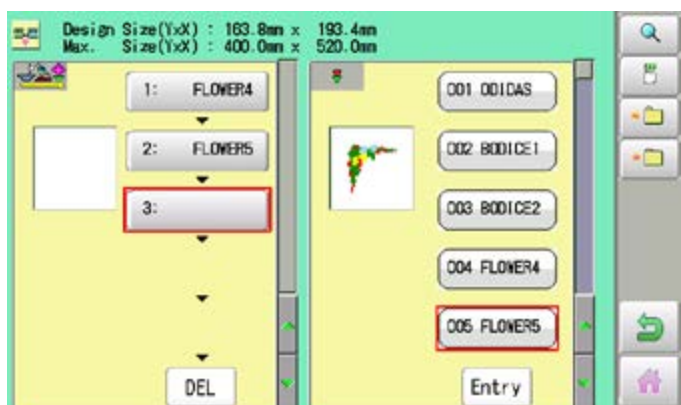 Design Size(YxX) : 163.8mm x 193.4mm
Max. Size(YxX) : 400.0mm x 520.0mm
1: FLOWER4
2: FLOWER5
3:
DEL
001 ODIDAS
002 BODICE1
003 BODICE2
004 FLOWER4
005 FLOWER5
Entry